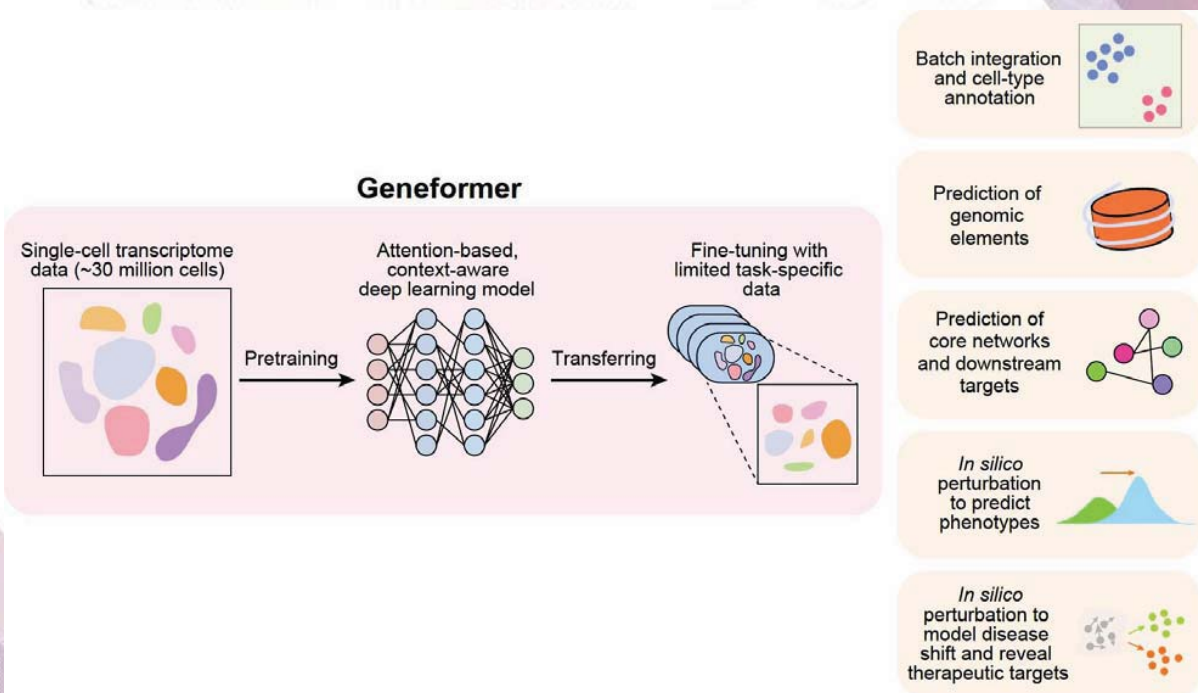 Geneformer
Single-cell transcriptome
data (~30 million cells)
Pretraining
Attention-based,
context-aware
deep learning model
Transferring
Fine-tuning with
limited task-specific
data
Batch integration
and cell-type
annotation
Prediction of
genomic
elements
Prediction of
core networks
and downstream
targets
In silico
perturbation
to predict
phenotypes
In silico
perturbation to
model disease
shift and reveal
therapeutic targets